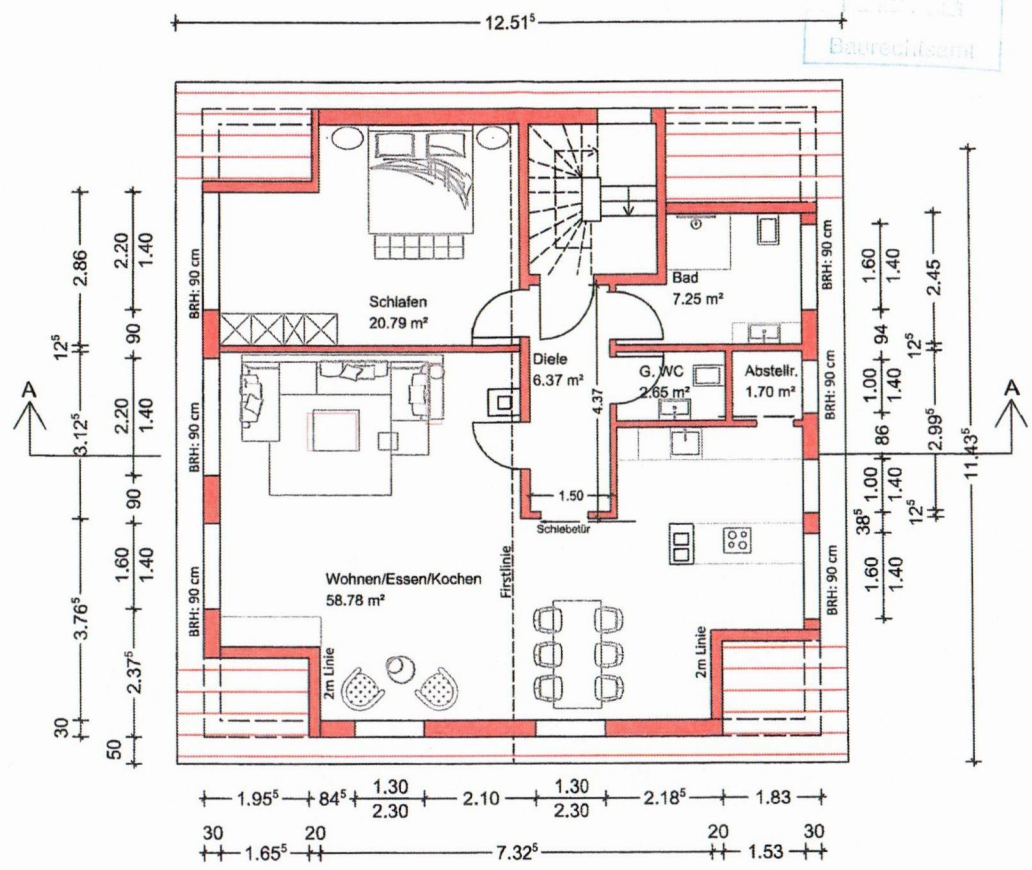 12.51⁵
Baurechtsamt
2.86
12⁵
3.12⁵
3.76⁵
30
2.20
1.40
90
2.20
1.40
90
1.60
1.40
2.37⁵
50
BRH: 90 cm
BRH: 90 cm
BRH: 90 cm
A
Schlafen
20.79 m²
Bad
7.25 m²
Diele
6.37 m²
4.37
G. WC
2.65 m²
Abstellr.
1.70 m²
1.50
Schiebetür
Firstlinie
Wohnen/Essen/Kochen
58.78 m²
2m Linie
2m Linie
BRH: 90 cm
BRH: 90 cm
BRH: 90 cm
1.60
1.40
94
1.00
1.40
86
1.00
1.40
38⁵
1.60
1.40
2.45
12⁵
2.99⁵
12⁵
11.43⁵
A
1.95⁵
84⁵
1.30
2.30
2.10
1.30
2.30
2.18⁵
1.83
30
1.65⁵
20
7.32⁵
20
1.53
30